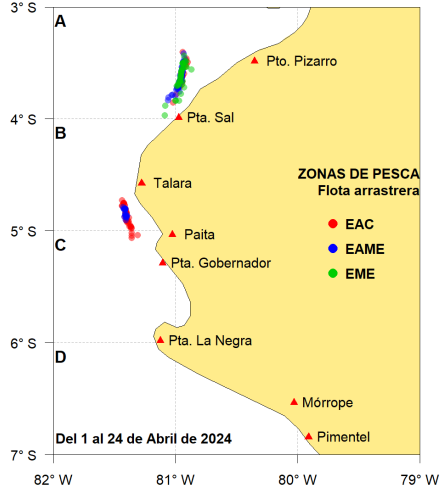 3° S
A
Pto. Pizarro
4° S
Pta. Sal
B
ZONAS DE PESCA
Flota arrastrera
Talara
EAC
5° S
Paita
C
EAME
Pta. Gobernador
EME
6° S
Pta. La Negra
D
Mórrope
Del 1 al 24 de Abril de 2024
Pimentel
7° S
82° W
81° W
80° W
79° W